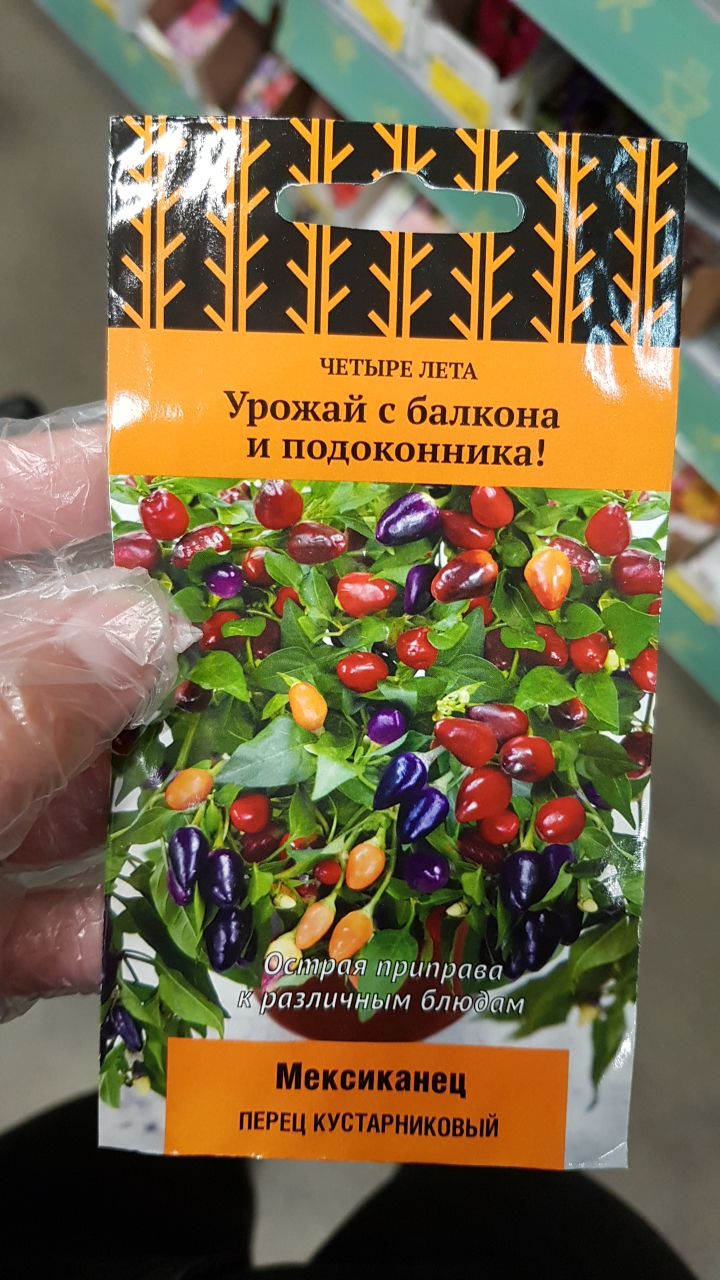 ЧЕТЫРЕ ЛЕТА
Урожай с балкона
и подоконника!
Острая приправа
к различным блюдам
Мексиканец
ПЕРЕЦ КУСТАРНИКОВЫЙ